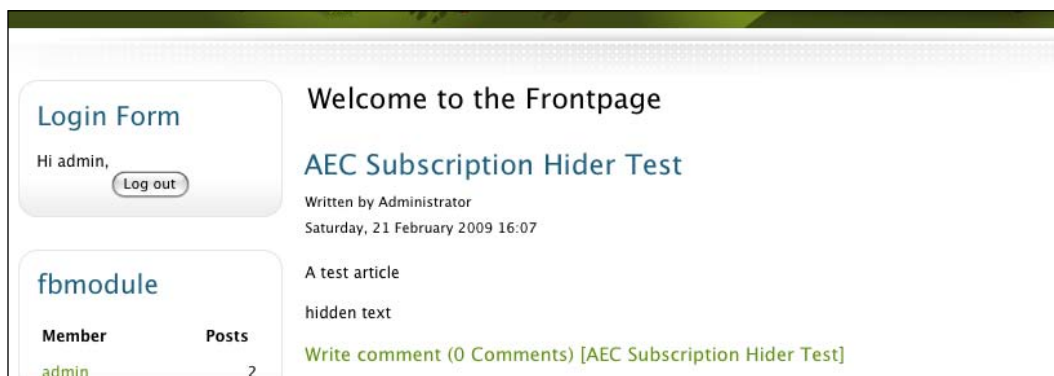 Login Form
Hi admin,
Log out
fbmodule
Member Posts
admin 2
Welcome to the Frontpage
AEC Subscription Hider Test
Written by Administrator
Saturday, 21 February 2009 16:07
A test article
hidden text
Write comment (0 Comments) [AEC Subscription Hider Test]